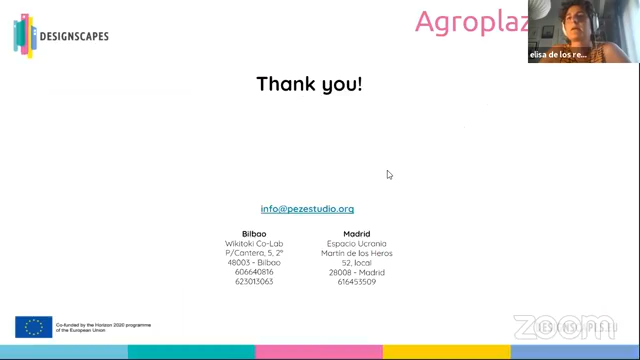 DESIGNSCAPES
Agroplaz
elisa de los re...
Thank you!
info@pezestudio.org
Bilbao
Wikitoki Co-Lab
P/Cantera, 5, 2º
48003 - Bilbao
606640816
623013063
Madrid
Espacio Ucronia
Martín de los Heros
52, local
28008 - Madrid
616453509
Co-funded by the Horizon 2020 programme
of the European Union
zoom